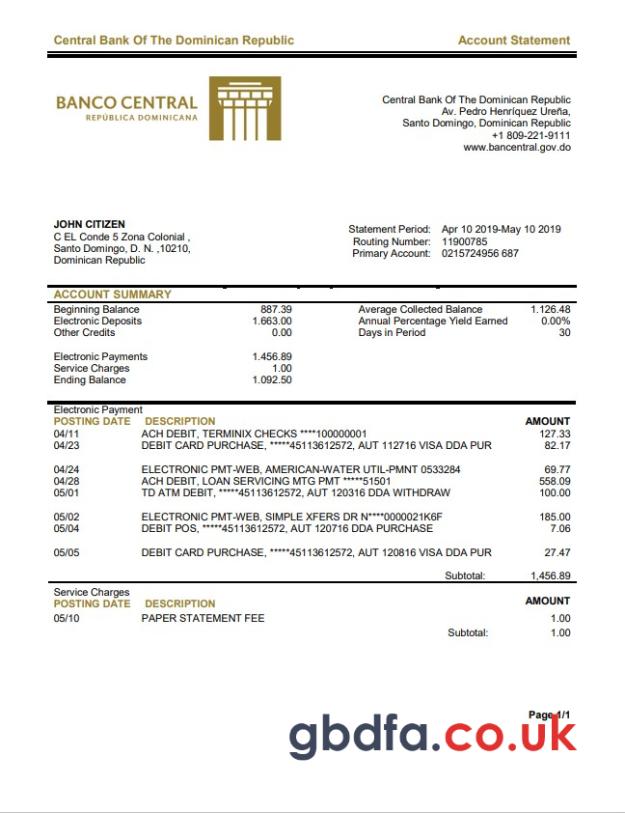 Central Bank Of The Dominican Republic Account Statement
BANCO CENTRAL
REPÚBLICA DOMINICANA
Central Bank Of The Dominican Republic
Av. Pedro Henríquez Ureña,
Santo Domingo, Dominican Republic
+1 809-221-9111
www.bancentral.gov.do
JOHN CITIZEN
C EL Conde 5 Zona Colonial ,
Santo Domingo, D. N. ,10210,
Dominican Republic
Statement Period: Apr 10 2019-May 10 2019
Routing Number: 11900785
Primary Account: 0215724956 687
ACCOUNT SUMMARY
Beginning Balance 887.39 Average Collected Balance 1.126.48
Electronic Deposits 1.663.00 Annual Percentage Yield Earned 0.00%
Other Credits 0.00 Days in Period 30
Electronic Payments 1.456.89
Service Charges 1.00
Ending Balance 1.092.50
Electronic Payment
POSTING DATE DESCRIPTION AMOUNT
04/11 ACH DEBIT, TERMINIX CHECKS ****100000001 127.33
04/23 DEBIT CARD PURCHASE, *****45113612572, AUT 112716 VISA DDA PUR 82.17
04/24 ELECTRONIC PMT-WEB, AMERICAN-WATER UTIL-PMNT 0533284 69.77
04/28 ACH DEBIT, LOAN SERVICING MTG PMT *****51501 558.09
05/01 TD ATM DEBIT, *****45113612572, AUT 120316 DDA WITHDRAW 100.00
05/02 ELECTRONIC PMT-WEB, SIMPLE XFERS DR N****0000021K6F 185.00
05/04 DEBIT POS, *****45113612572, AUT 120716 DDA PURCHASE 7.06
05/05 DEBIT CARD PURCHASE, *****45113612572, AUT 120816 VISA DDA PUR 27.47
Subtotal: 1,456.89
Service Charges
POSTING DATE DESCRIPTION AMOUNT
05/10 PAPER STATEMENT FEE 1.00
Subtotal: 1.00
Page 1/1
gbdfa.co.uk